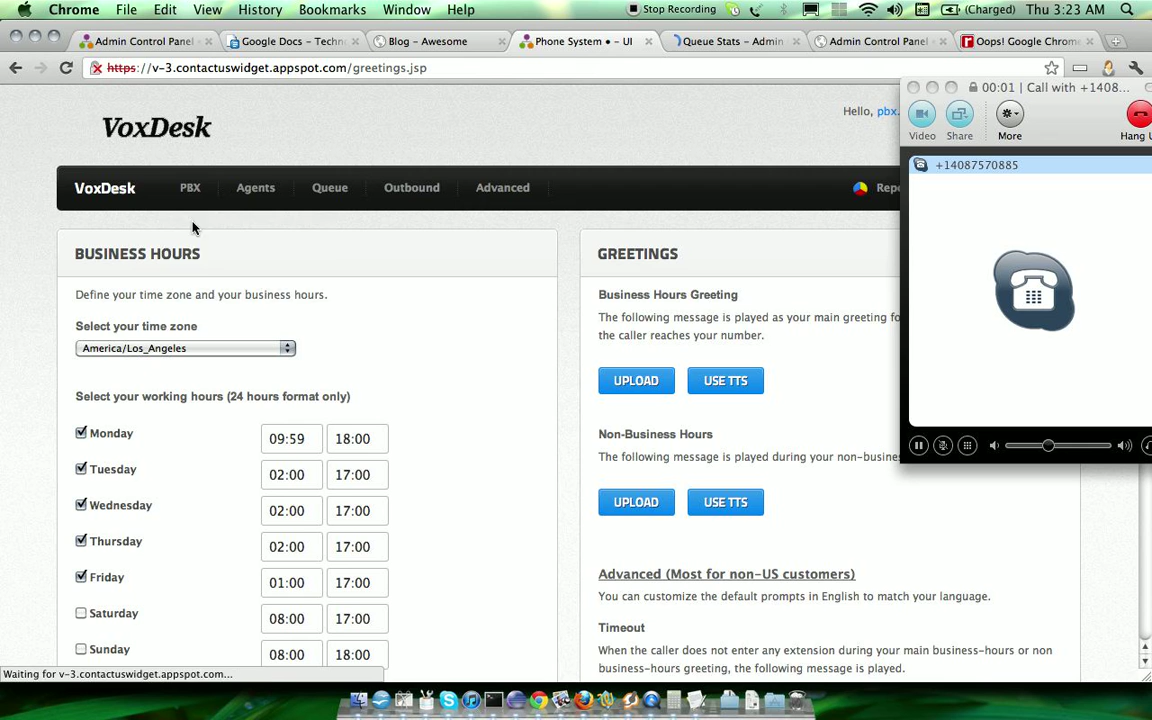 Chrome File Edit View History Bookmarks Window Help Stop Recording (Charged) Thu 3:23 AM
Admin Control Panel Google Docs - Techno Blog - Awesome Phone System • - UI Queue Stats - Admin Admin Control Panel Oops! Google Chrom
https://v-3.contactuswidget.appspot.com/greetings.jsp
00:01 | Call with +1408...
Video Share More Hang U
+14087570885
VoxDesk
Hello, pbx.
VoxDesk PBX Agents Queue Outbound Advanced Repo
BUSINESS HOURS
Define your time zone and your business hours.
Select your time zone
America/Los_Angeles
Select your working hours (24 hours format only)
Monday 09:59 18:00
Tuesday 02:00 17:00
Wednesday 02:00 17:00
Thursday 02:00 17:00
Friday 01:00 17:00
Saturday 08:00 17:00
Sunday 08:00 18:00
GREETINGS
Business Hours Greeting
The following message is played as your main greeting fo
the caller reaches your number.
UPLOAD USE TTS
Non-Business Hours
The following message is played during your non-busine
UPLOAD USE TTS
Advanced (Most for non-US customers)
You can customize the default prompts in English to match your language.
Timeout
When the caller does not enter any extension during your main business-hours or non
business-hours greeting, the following message is played.
Waiting for v-3.contactuswidget.appspot.com...